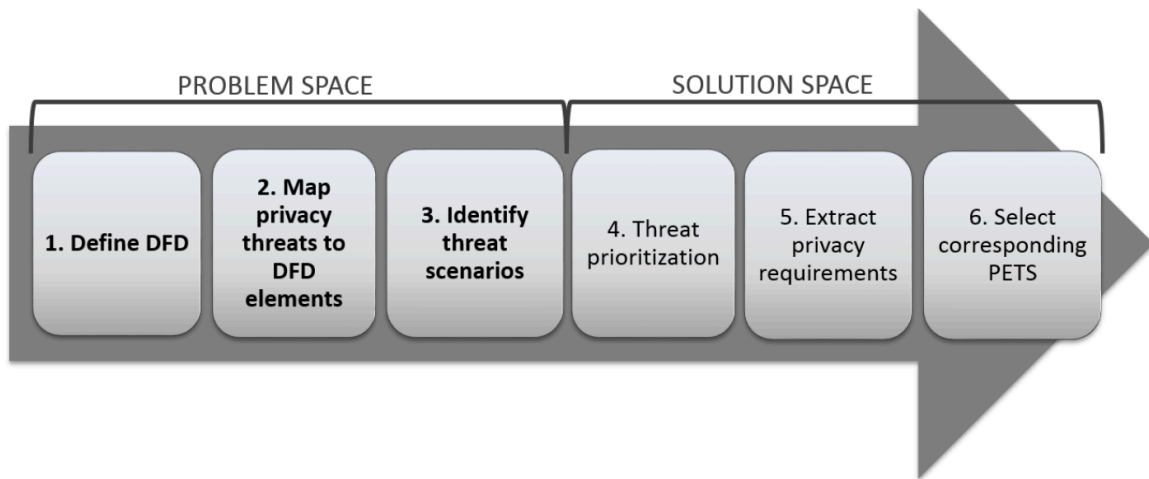 PROBLEM SPACE
SOLUTION SPACE
1. Define DFD
2. Map
privacy
threats to
DFD
elements
3. Identify
threat
scenarios
4. Threat
prioritization
5. Extract
privacy
requirements
6. Select
corresponding
PETS